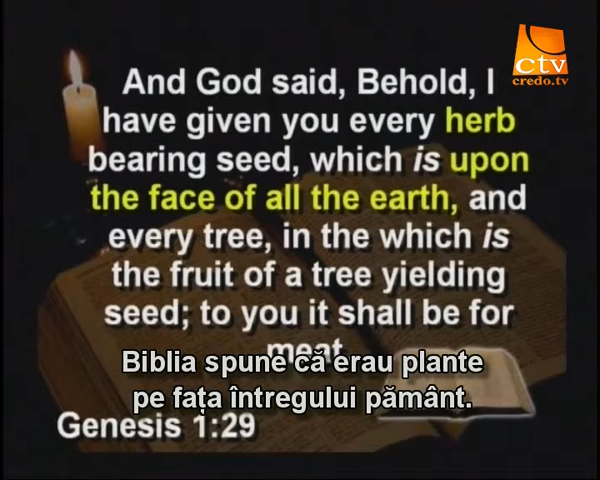 ctv
credo.tv
And God said, Behold, I
have given you every herb
bearing seed, which is upon
the face of all the earth, and
every tree, in the which is
the fruit of a tree yielding
seed; to you it shall be for
meat
Biblia spune că erau plante
pe fața întregului pământ.
Genesis 1:29